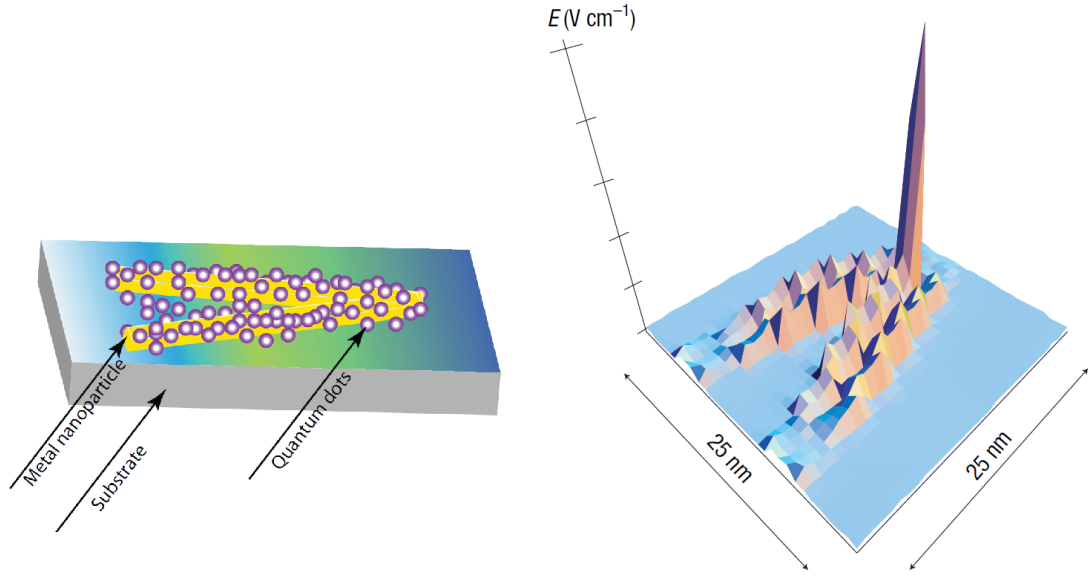 Metal nanoparticle
Substrate
Quantum dots
E (V cm⁻¹)
25 nm
25 nm